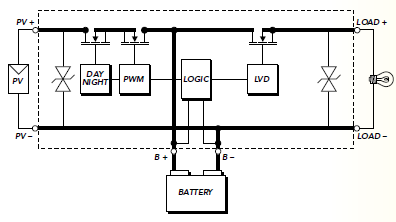 PV + LOAD +
PV DAY NIGHT PWM LOGIC LVD
PV – LOAD –
B + B –
BATTERY